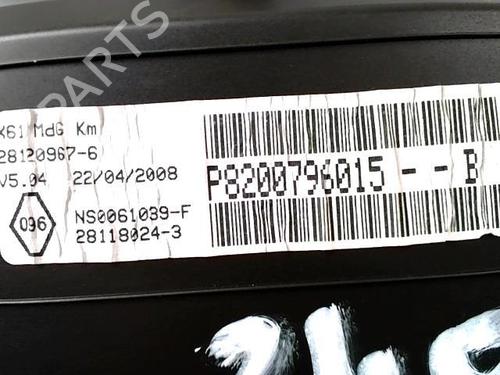 PARTS
X61 MdG Km
28120967-6
V5.04 22/04/2008
P8200796015--B
096
NS0061039-F
28118024-3